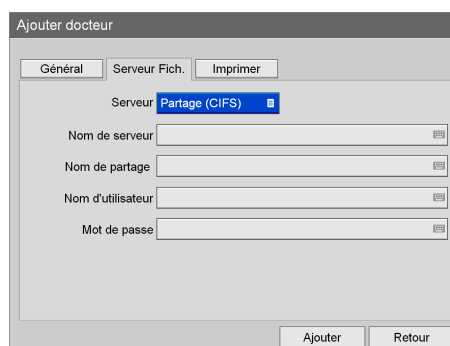 Ajouter docteur
Général Serveur Fich. Imprimer
Serveur Partage (CIFS)
Nom de serveur
Nom de partage
Nom d'utilisateur
Mot de passe
Ajouter Retour